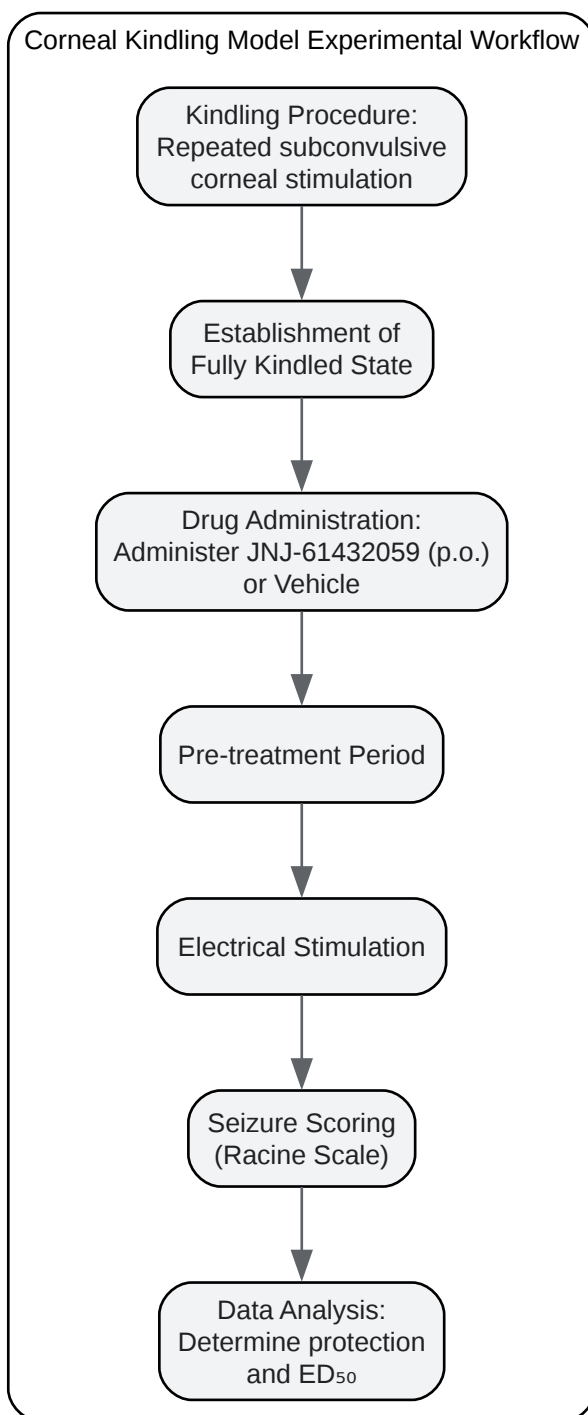 Corneal Kindling Model Experimental Workflow
Kindling Procedure:
Repeated subconvulsive
corneal stimulation
Establishment of
Fully Kindled State
Drug Administration:
Administer JNJ-61432059 (p.o.)
or Vehicle
Pre-treatment Period
Electrical Stimulation
Seizure Scoring
(Racine Scale)
Data Analysis:
Determine protection
and ED₅₀